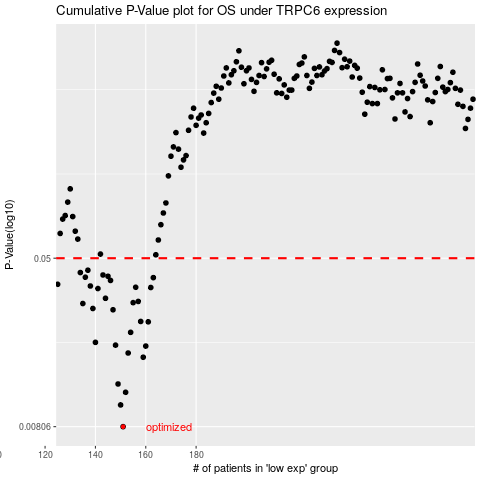 Cumulative P-Value plot for OS under TRPC6 expression
P-Value(log10)
0.05
0.00806
optimized
0
120
140
160
180
# of patients in 'low exp' group